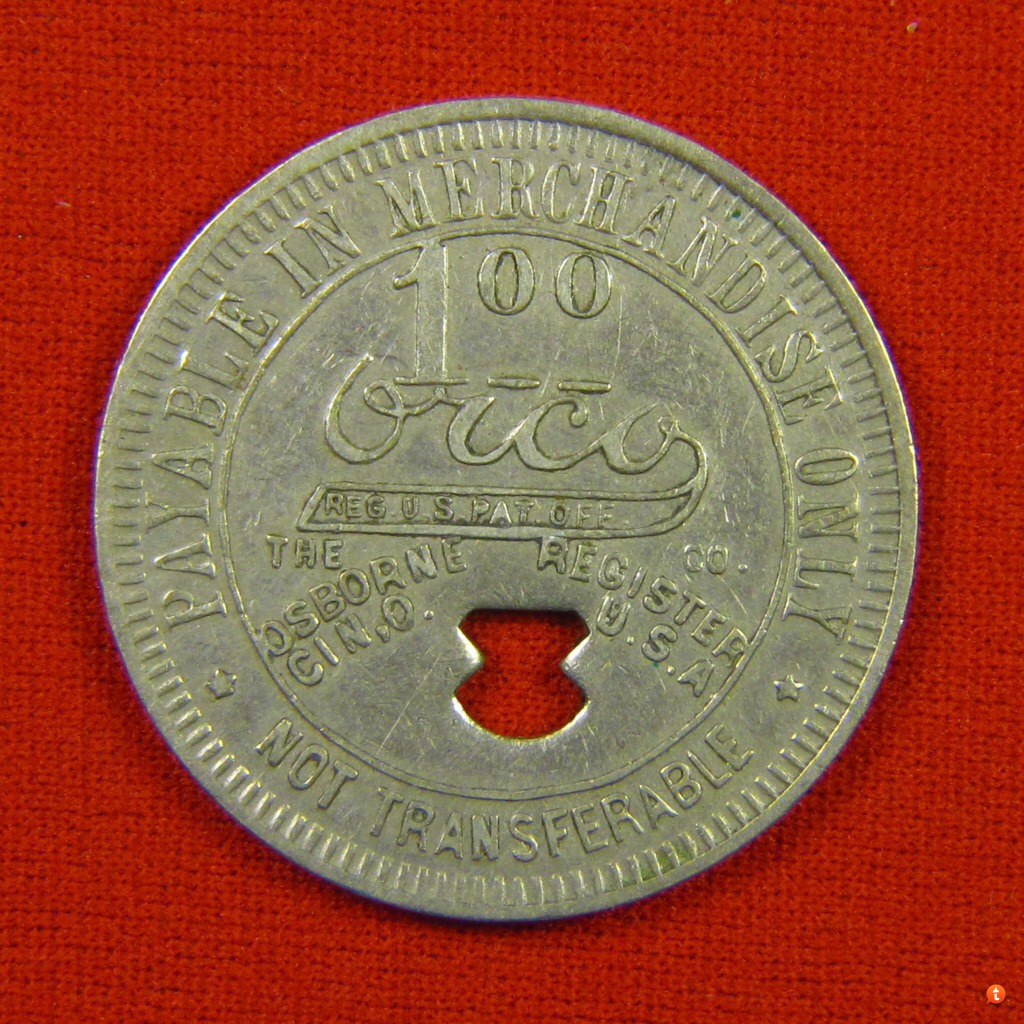 PAYABLE IN MERCHANDISE ONLY
1 00
Orco
REG. U.S. PAT. OFF.
THE OSBORNE REGISTER CO.
CIN, O. U.S.A
NOT TRANSFERABLE
t